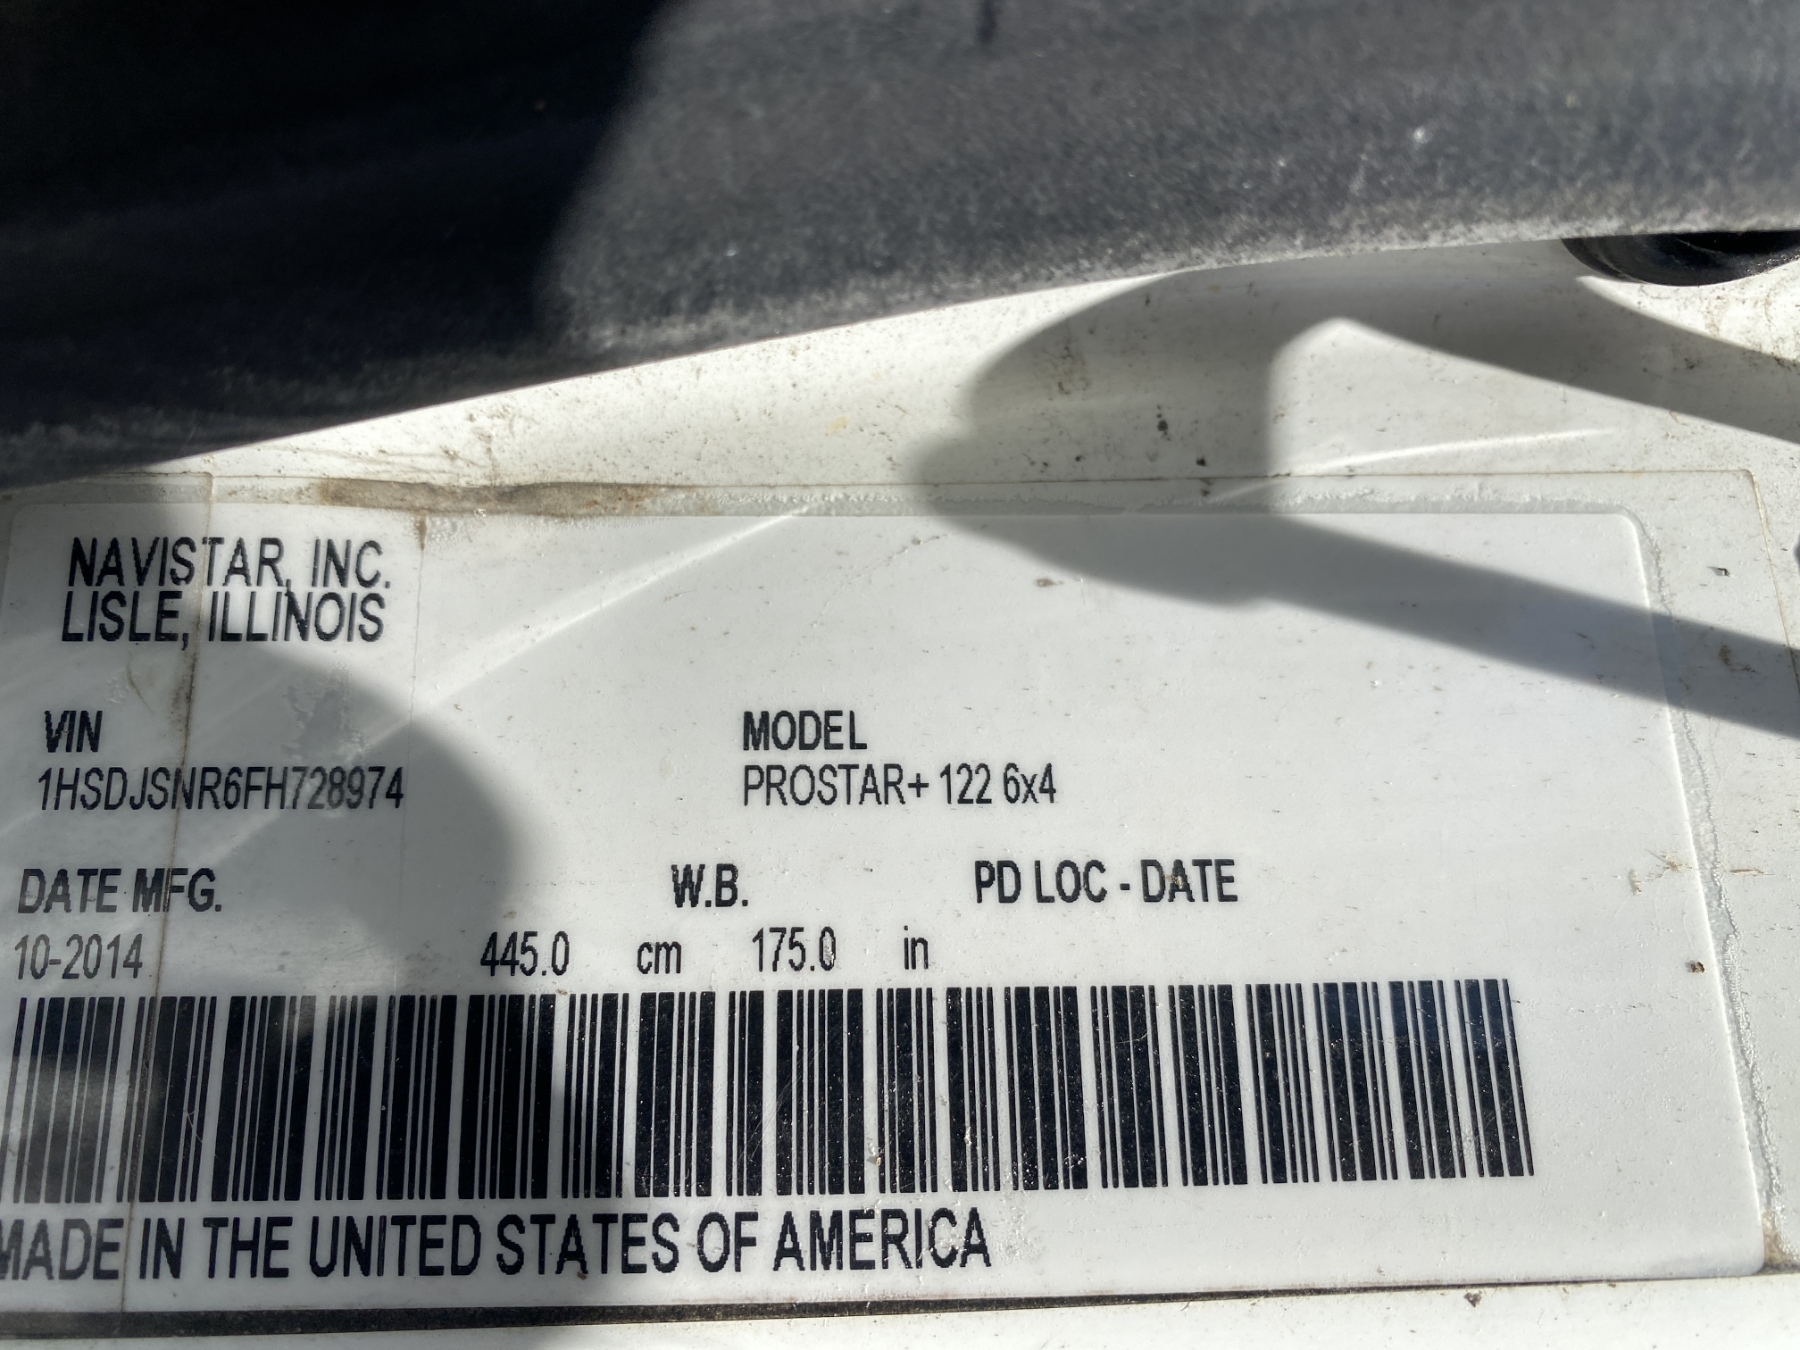 NAVISTAR, INC.
LISLE, ILLINOIS
VIN
1HSDJSNR6FH728974
MODEL
PROSTAR+ 122 6x4
DATE MFG.
10-2014
W.B.
445.0 cm 175.0 in
PD LOC - DATE
MADE IN THE UNITED STATES OF AMERICA